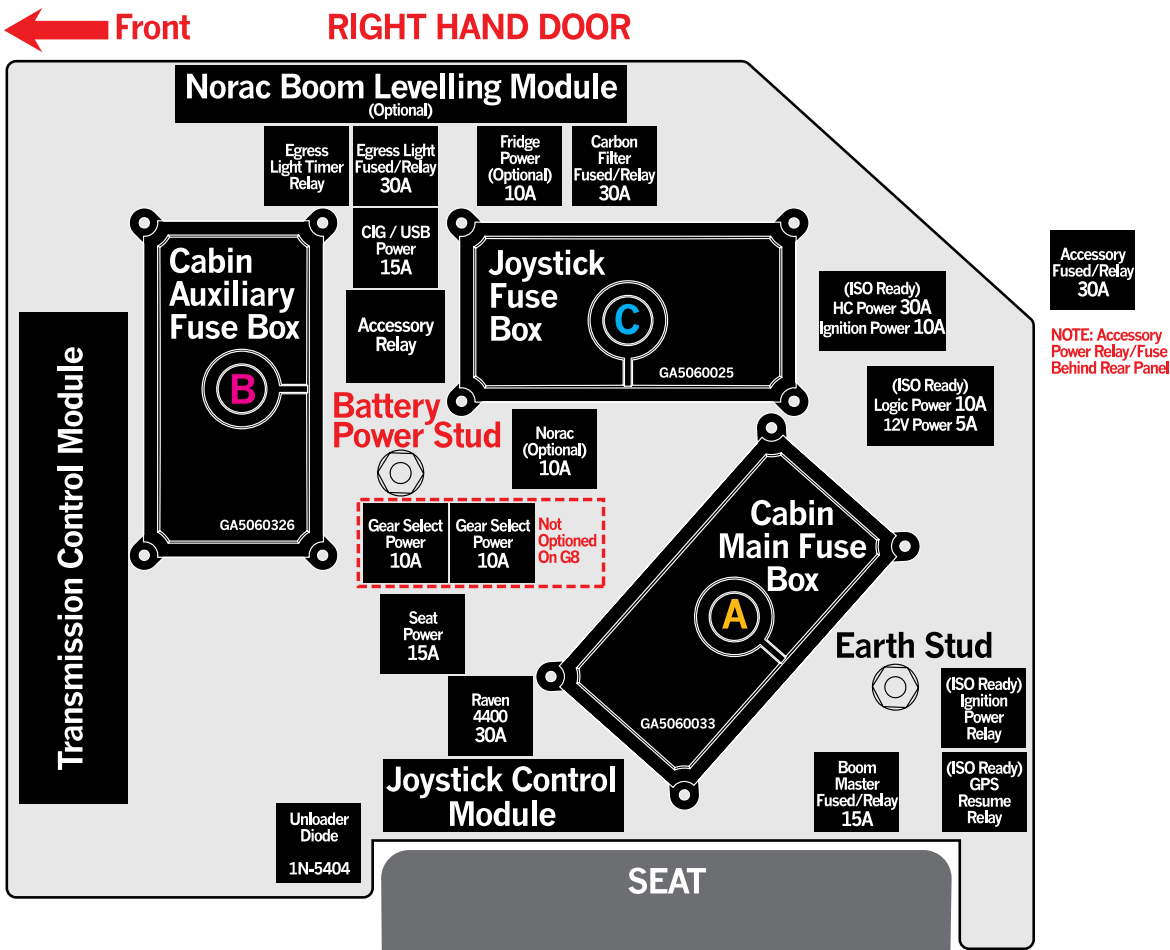 Front
RIGHT HAND DOOR
Norac Boom Levelling Module
(Optional)
Egress
Light Timer
Relay
Egress Light
Fused/Relay
30A
Fridge
Power
(Optional)
10A
Carbon
Filter
Fused/Relay
30A
CIG / USB
Power
15A
Accessory
Relay
Cabin
Auxiliary
Fuse Box
B
GA5060326
Joystick
Fuse
Box
C
GA5060025
(ISO Ready)
HC Power 30A
Ignition Power 10A
Accessory
Fused/Relay
30A
NOTE: Accessory
Power Relay/Fuse
Behind Rear Panel
(ISO Ready)
Logic Power 10A
12V Power 5A
Transmission Control Module
Battery
Power Stud
Norac
(Optional)
10A
Gear Select
Power
10A
Gear Select
Power
10A
Not
Optioned
On G8
Cabin
Main Fuse
Box
A
GA5060033
Seat
Power
15A
Raven
4400
30A
Earth Stud
(ISO Ready)
Ignition
Power
Relay
Joystick Control
Module
Boom
Master
Fused/Relay
15A
(ISO Ready)
GPS
Resume
Relay
Unloader
Diode
1N-5404
SEAT